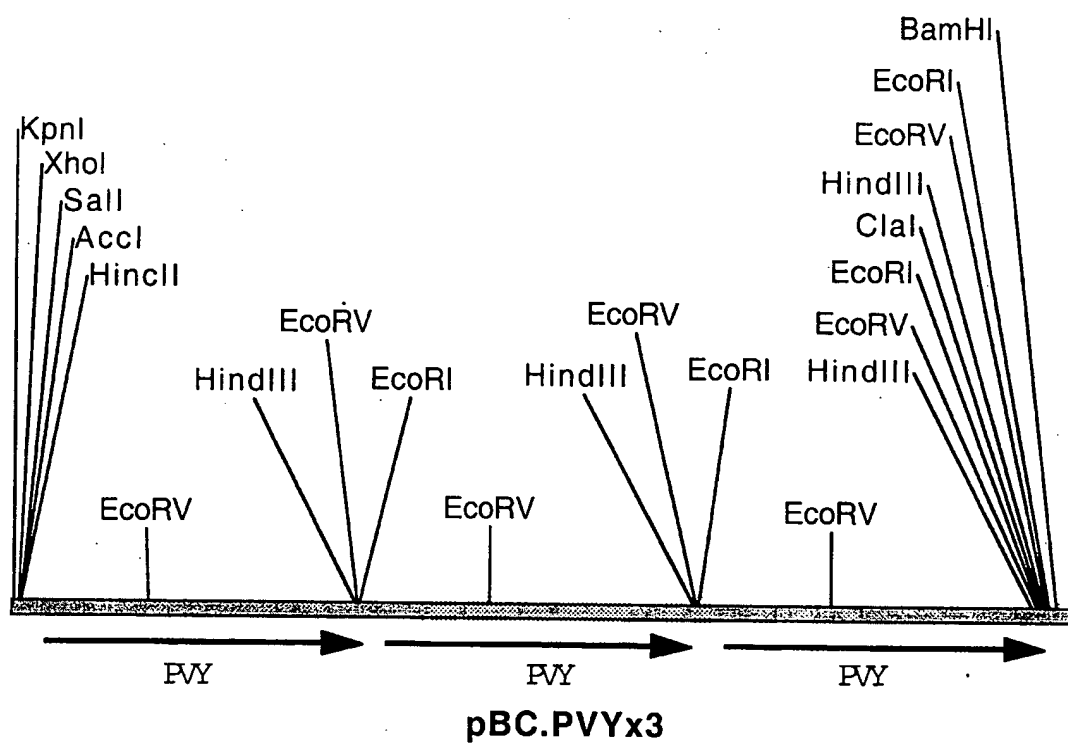 BamHI
EcoRI
KpnI
EcoRV
XhoI
HindIII
SalI
ClaI
AccI
EcoRI
HincII
EcoRV
EcoRV
EcoRV
HindIII
EcoRI
HindIII
EcoRI
HindIII
EcoRV
EcoRV
EcoRV
PVY
PVY
PVY
pBC.PVYx3